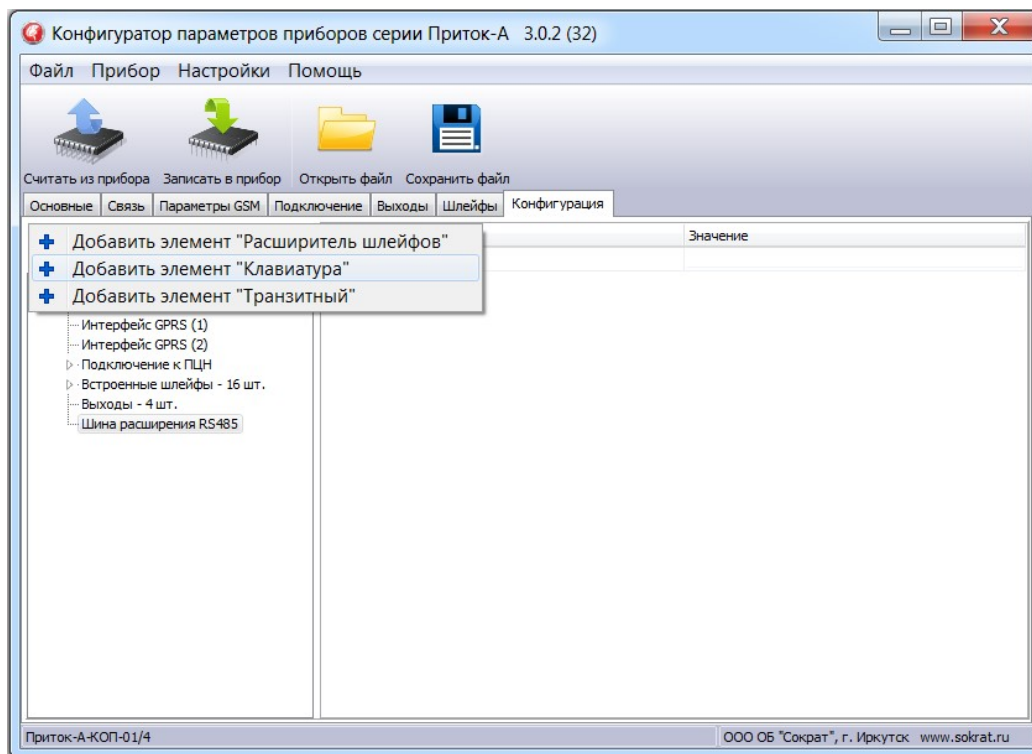 Конфигуратор параметров приборов серии Приток-А 3.0.2 (32)
Файл Прибор Настройки Помощь
Считать из прибора Записать в прибор Открыть файл Сохранить файл
Основные Связь Параметры GSM Подключение Выходы Шлейфы Конфигурация
Значение
Добавить элемент "Расширитель шлейфов"
Добавить элемент "Клавиатура"
Добавить элемент "Транзитный"
Интерфейс GPRS (1)
Интерфейс GPRS (2)
Подключение к ПЦН
Встроенные шлейфы - 16 шт.
Выходы - 4 шт.
Шина расширения RS485
Приток-А-КОП-01/4 ООО ОБ "Сократ", г. Иркутск www.sokrat.ru